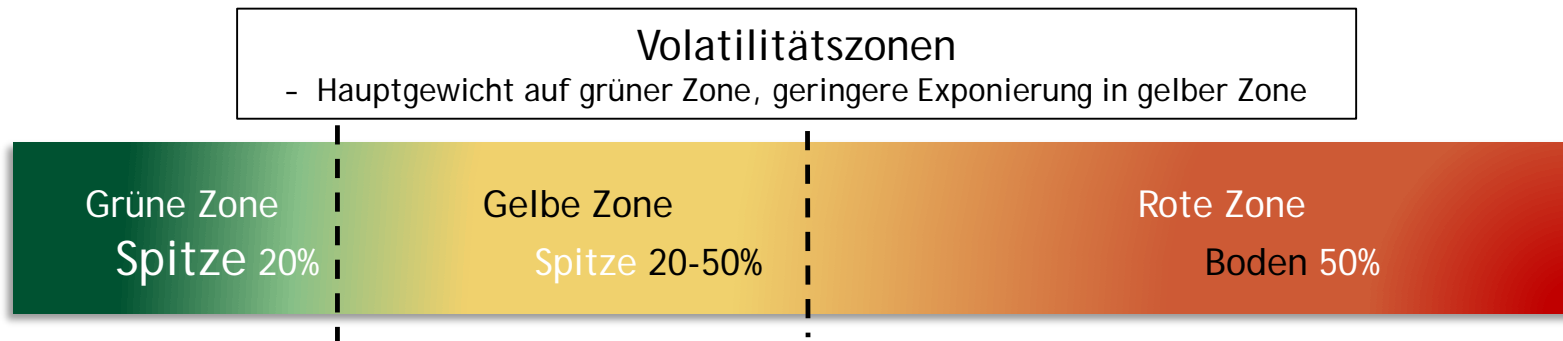 Volatilitätszonen
- Hauptgewicht auf grüner Zone, geringere Exponierung in gelber Zone
Grüne Zone
Spitze 20%
Gelbe Zone
Spitze 20-50%
Rote Zone
Boden 50%